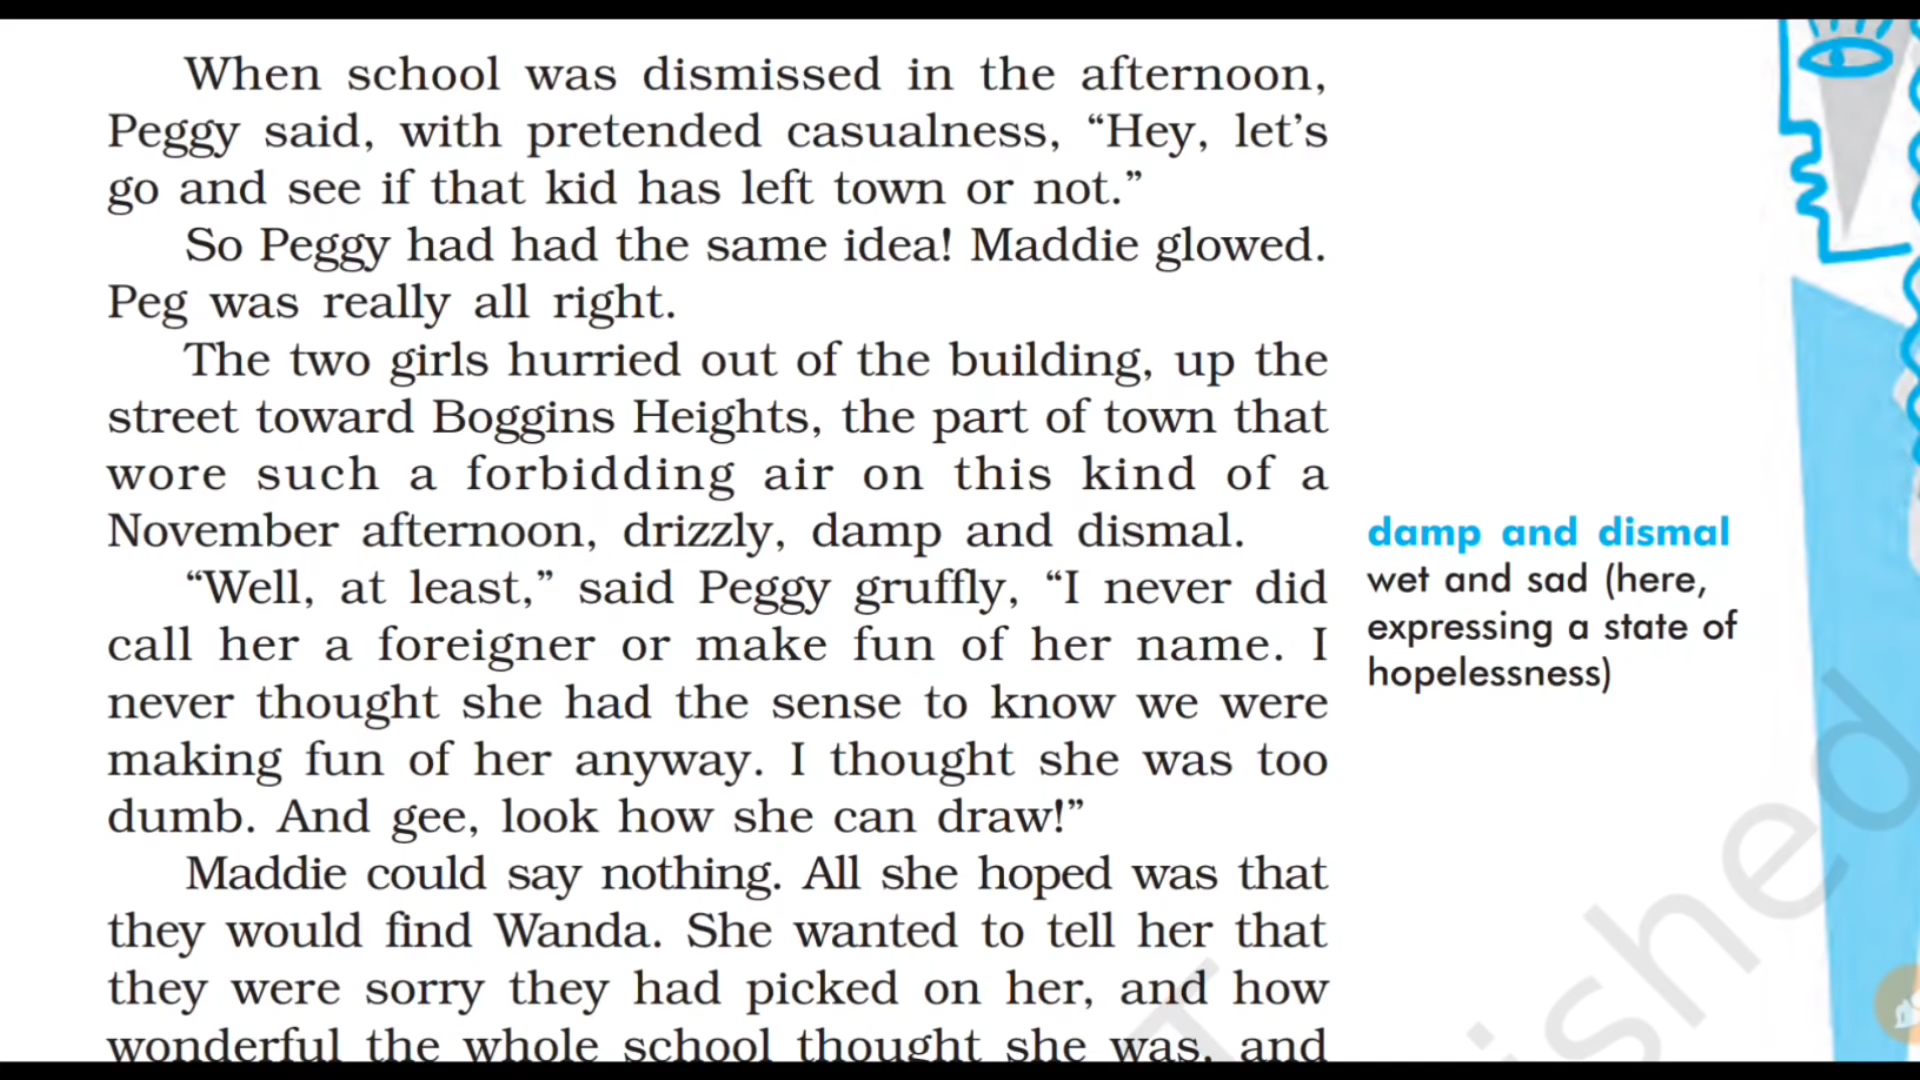 When school was dismissed in the afternoon,
Peggy said, with pretended casualness, “Hey, let’s
go and see if that kid has left town or not.”
So Peggy had had the same idea! Maddie glowed.
Peg was really all right.
The two girls hurried out of the building, up the
street toward Boggins Heights, the part of town that
wore such a forbidding air on this kind of a
November afternoon, drizzly, damp and dismal.
“Well, at least,” said Peggy gruffly, “I never did
call her a foreigner or make fun of her name. I
never thought she had the sense to know we were
making fun of her anyway. I thought she was too
dumb. And gee, look how she can draw!”
Maddie could say nothing. All she hoped was that
they would find Wanda. She wanted to tell her that
they were sorry they had picked on her, and how
wonderful the whole school thought she was, and
damp and dismal
wet and sad (here,
expressing a state of
hopelessness)